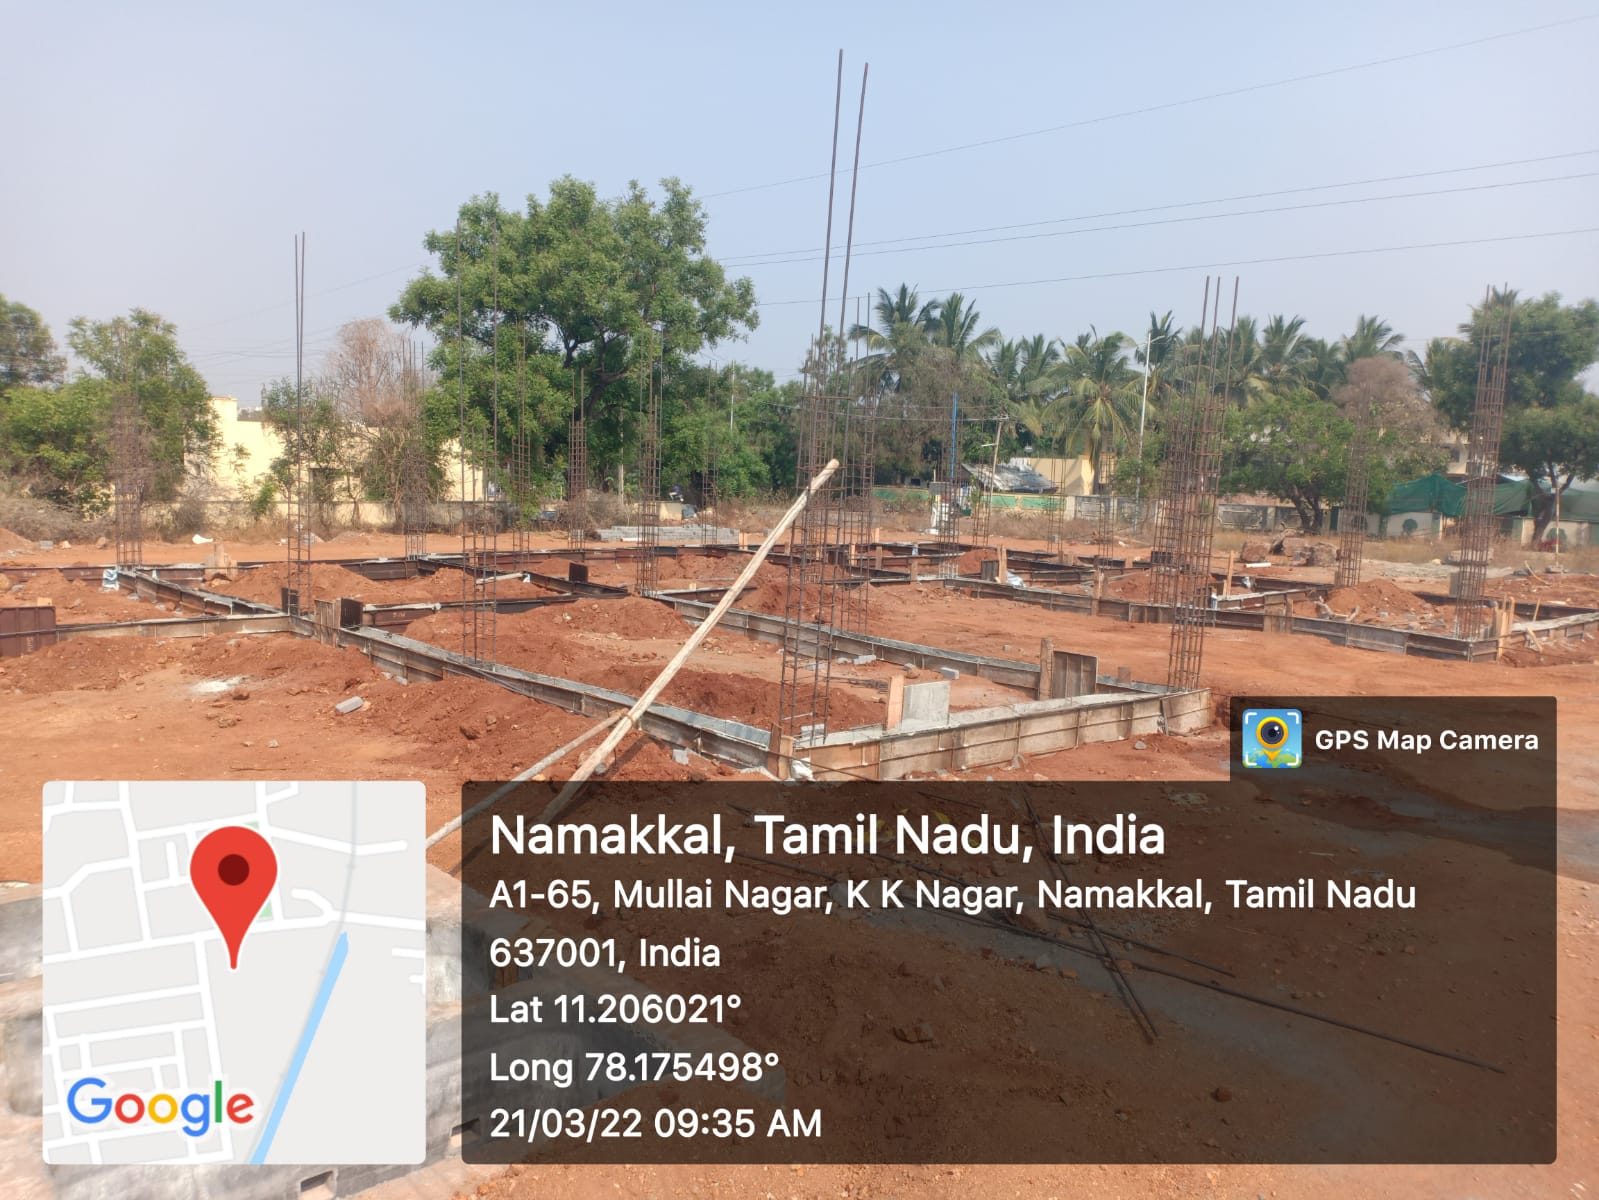 GPS Map Camera
Namakkal, Tamil Nadu, India
A1-65, Mullai Nagar, K K Nagar, Namakkal, Tamil Nadu
637001, India
Lat 11.206021°
Long 78.175498°
21/03/22 09:35 AM
Google